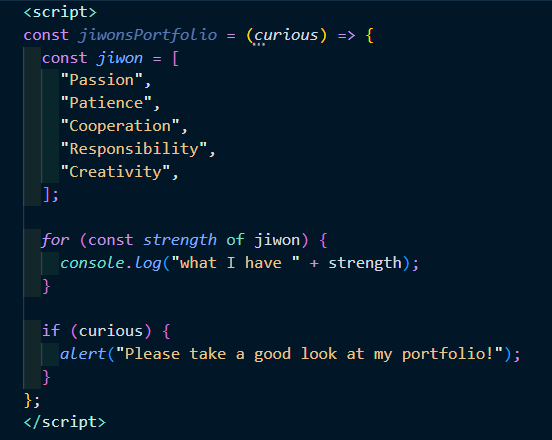 <script>
const jiwonsPortfolio = (curious) => {
  const jiwon = [
    "Passion",
    "Patience",
    "Cooperation",
    "Responsibility",
    "Creativity",
  ];
  for (const strength of jiwon) {
    console.log("what I have " + strength);
  }
  if (curious) {
    alert("Please take a good look at my portfolio!");
  }
};
</script>